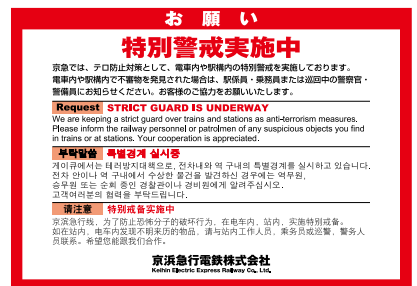 お願い
特別警戒実施中
京急では、テロ防止対策として、電車内や駅構内の特別警戒を実施しております。
電車内や駅構内で不審物を発見された場合は、駅係員・乗務員または巡回中の警察官・
警備員にお知らせください。お客様のご協力をお願いいたします。
Request STRICT GUARD IS UNDERWAY
We are keeping a strict guard over trains and stations as anti-terrorism measures.
Please inform the railway personnel or patrolmen of any suspicious objects you find
in trains or at stations. Your cooperation is appreciated.
부탁말씀 특별경계 실시중
게이큐에서는 테러방지대책으로, 전차내와 역 구내의 특별경계를 실시하고 있습니다.
전차 안이나 역 구내에서 수상한 물건을 발견하신 경우에는 역무원,
승무원 또는 순회 중인 경찰관이나 경비원에게 알려주십시오.
고객여러분의 협력을 부탁드립니다.
请注意 特别戒备实施中
京滨急行线，为了防止恐怖分子的破坏行为，在电车内、站内，实施特别戒备。
如在站内、电车内发现不明来历的物品，请与站内工作人员、乘务员或巡警、警务人
员联系。希望您能跟我们合作。
京浜急行電鉄株式会社
Keihin Electric Express Railway Co., Ltd.